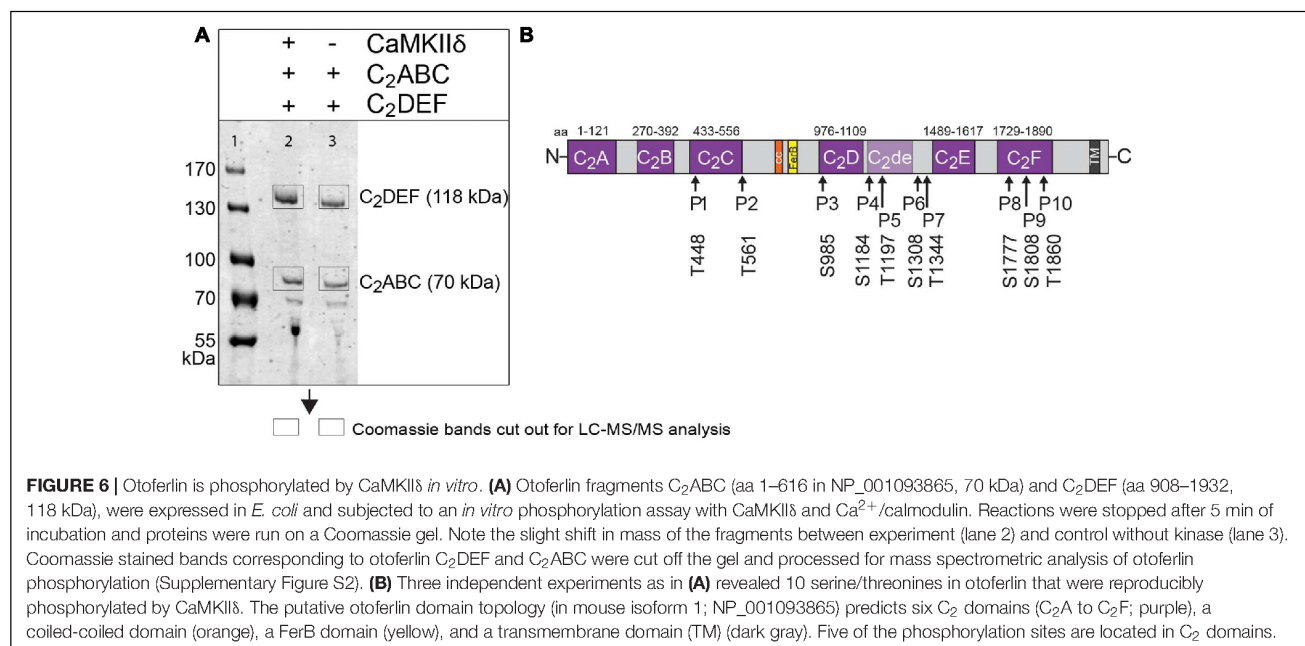 A
+ - CaMKIIδ
+ + C₂ABC
+ + C₂DEF
1 2 3
170
130
100
70
55
kDa
C₂DEF (118 kDa)
C₂ABC (70 kDa)
Coomassie bands cut out for LC-MS/MS analysis
B
aa 1-121 270-392 433-556 976-1109 1489-1617 1729-1890
N- C₂A C₂B C₂C cc FerB C₂D C₂de C₂E C₂F TM -C
P1 P2 P3 P4 P5 P6 P7 P8 P9 P10
T448 T561 S985 S1184 T1197 S1308 T1344 S1777 S1808 T1860
FIGURE 6 | Otoferlin is phosphorylated by CaMKIIδ in vitro. (A) Otoferlin fragments C₂ABC (aa 1–616 in NP_001093865, 70 kDa) and C₂DEF (aa 908–1932,
118 kDa), were expressed in E. coli and subjected to an in vitro phosphorylation assay with CaMKIIδ and Ca²⁺/calmodulin. Reactions were stopped after 5 min of
incubation and proteins were run on a Coomassie gel. Note the slight shift in mass of the fragments between experiment (lane 2) and control without kinase (lane 3).
Coomassie stained bands corresponding to otoferlin C₂DEF and C₂ABC were cut off the gel and processed for mass spectrometric analysis of otoferlin
phosphorylation (Supplementary Figure S2). (B) Three independent experiments as in (A) revealed 10 serine/threonines in otoferlin that were reproducibly
phosphorylated by CaMKIIδ. The putative otoferlin domain topology (in mouse isoform 1; NP_001093865) predicts six C₂ domains (C₂A to C₂F; purple), a
coiled-coiled domain (orange), a FerB domain (yellow), and a transmembrane domain (TM) (dark gray). Five of the phosphorylation sites are located in C₂ domains.